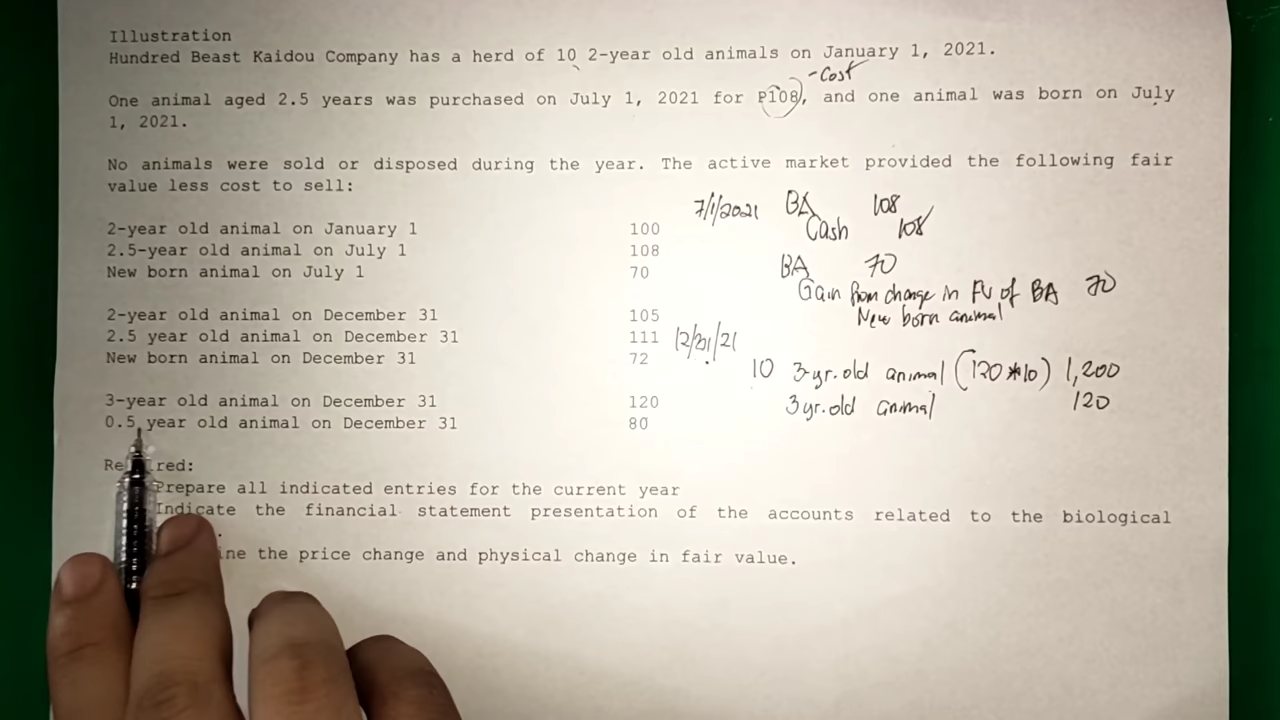 Illustration
Hundred Beast Kaidou Company has a herd of 10 2-year old animals on January 1, 2021.
-Cost
One animal aged 2.5 years was purchased on July 1, 2021 for P108, and one animal was born on July
1, 2021.
No animals were sold or disposed during the year. The active market provided the following fair
value less cost to sell:
7/1/2021 BA 108
2-year old animal on January 1 100
Cash 108
2.5-year old animal on July 1 108
New born animal on July 1 70
BA 70
Gain from change in FV of BA 70
New born animal
2-year old animal on December 31 105
2.5 year old animal on December 31 111
12/31/21
New born animal on December 31 72
10 3-yr.old animal (120*10) 1,200
3-year old animal on December 31 120
3yr.old animal 120
0.5 year old animal on December 31 80
Re red:
Prepare all indicated entries for the current year
Indicate the financial statement presentation of the accounts related to the biological
ine the price change and physical change in fair value.